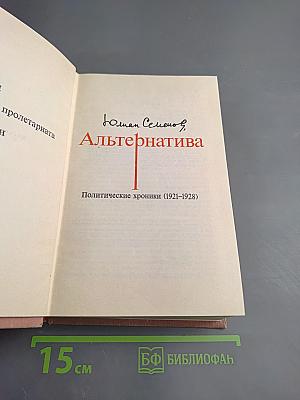 и
пролетариата
н
Юлиан Семенов,
Альтернатива
Политические хроники (1921–1928)
15 см
БФ БИБЛИОФАН